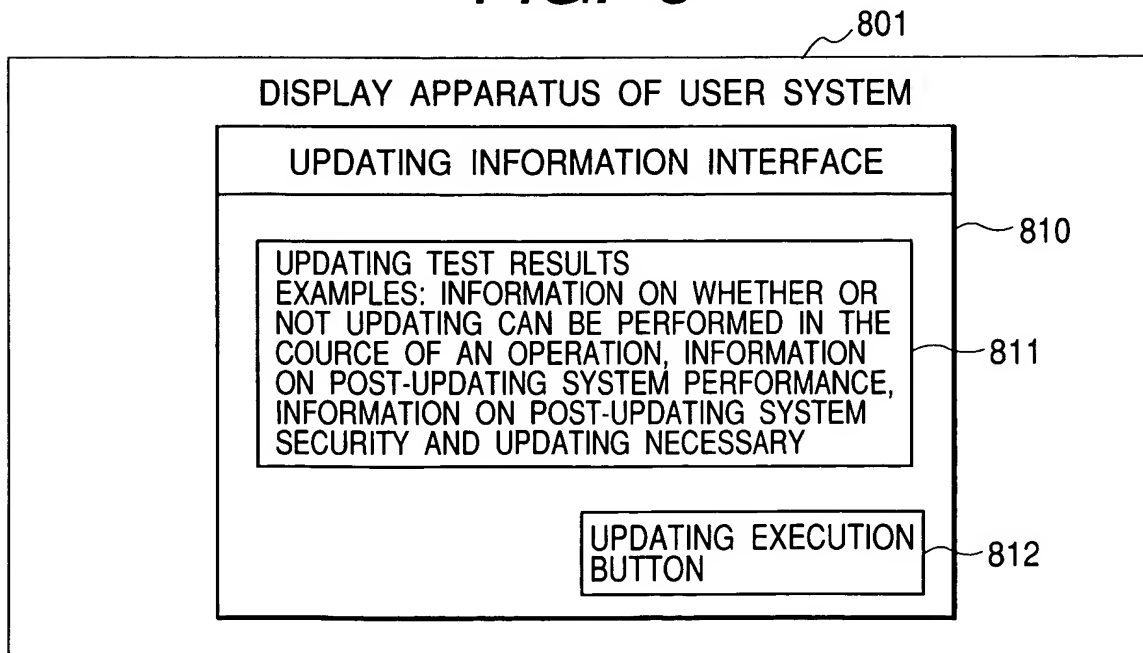 801
DISPLAY APPARATUS OF USER SYSTEM
UPDATING INFORMATION INTERFACE
810
UPDATING TEST RESULTS
EXAMPLES: INFORMATION ON WHETHER OR
NOT UPDATING CAN BE PERFORMED IN THE
COURCE OF AN OPERATION, INFORMATION
ON POST-UPDATING SYSTEM PERFORMANCE,
INFORMATION ON POST-UPDATING SYSTEM
SECURITY AND UPDATING NECESSARY
811
UPDATING EXECUTION
BUTTON
812